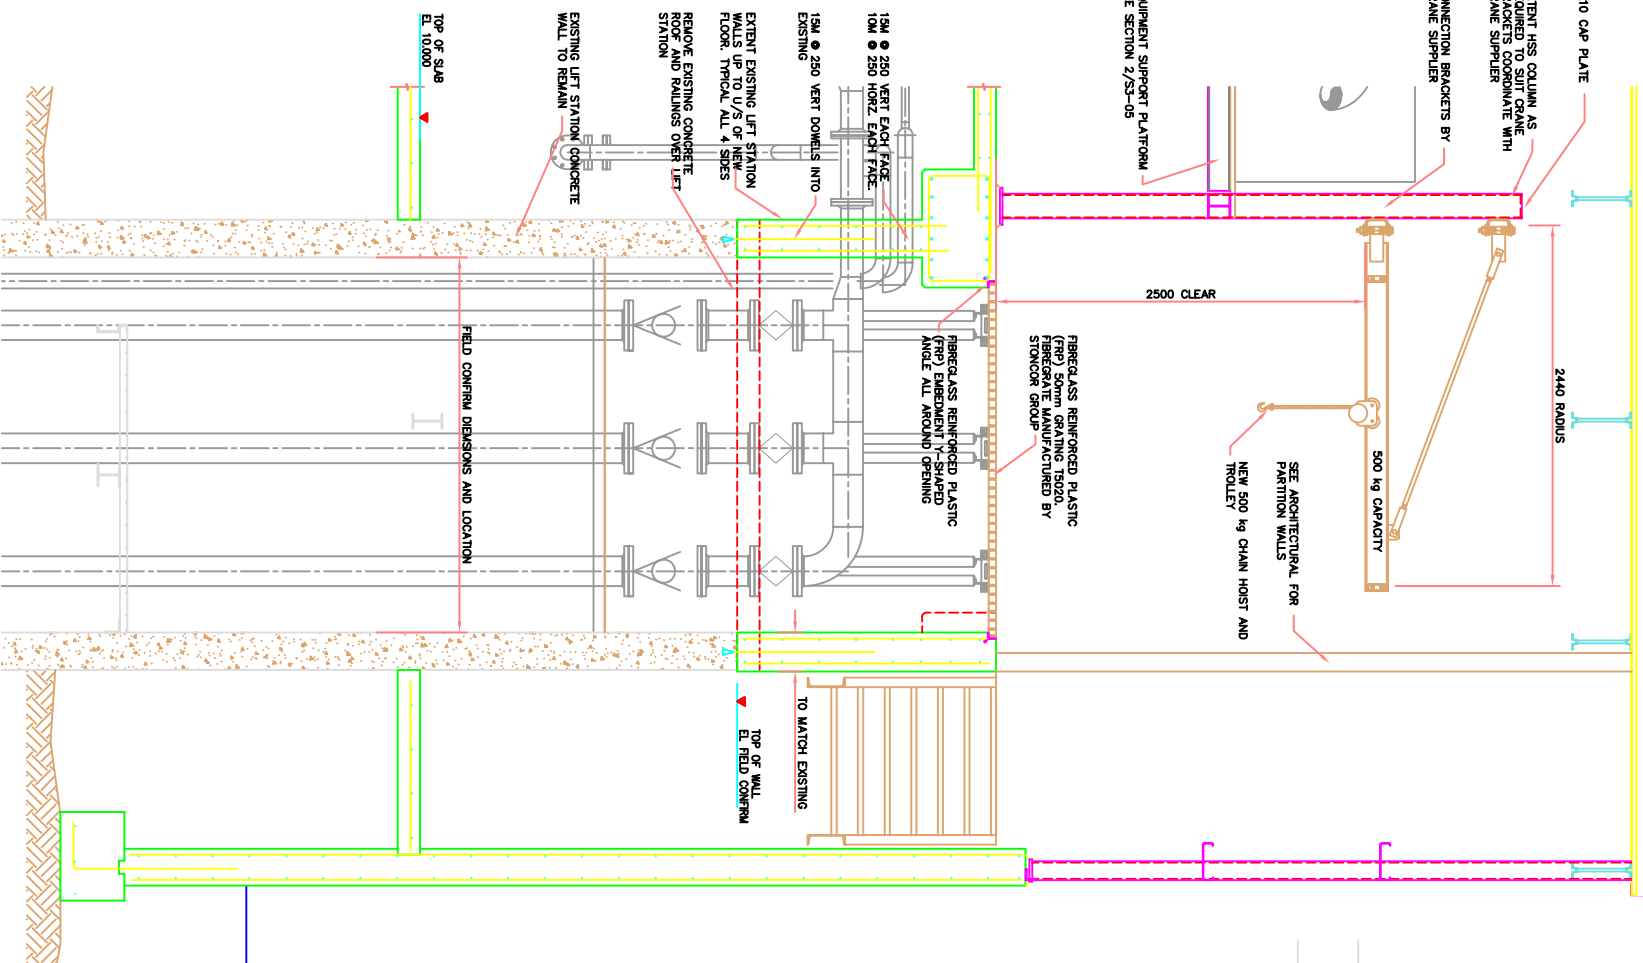 10 CAP PLATE
TENT HSS COLUMN AS
QUIRED TO SUIT CRANE
ACKETS COORDINATE WITH
ANE SUPPLIER
ONNECTION BRACKETS BY
ANE SUPPLIER
QUIPMENT SUPPORT PLATFORM
E SECTION 2/S3-05
15M @ 250 VERT EACH FACE
10M @ 250 HORZ. EACH FACE.
15M @ 250 VERT DOWELS INTO
EXISTING
EXTENT EXISTING LIFT STATION
WALLS UP TO U/S OF NEW
FLOOR. TYPICAL ALL 4 SIDES
REMOVE EXISTING CONCRETE
ROOF AND RAILINGS OVER LIFT
STATION
EXISTING LIFT STATION CONCRETE
WALL TO REMAIN
TOP OF SLAB
EL 10.000
2440 RADIUS
2500 CLEAR
500 kg CAPACITY
SEE ARCHITECTURAL FOR
PARTITION WALLS
NEW 500 kg CHAIN HOIST AND
TROLLEY
FIBREGLASS REINFORCED PLASTIC
(FRP) 50mm GRATING T5020.
FIBREGRATE MANUFACTURED BY
STONCOR GROUP
FIBREGLASS REINFORCED PLASTIC
(FRP) EMBEDMENT Y-SHAPED
ANGLE ALL AROUND OPENING
FIELD CONFIRM DIEMSIONS AND LOCATION
TO MATCH EXISTING
TOP OF WALL
EL FIELD CONFIRM